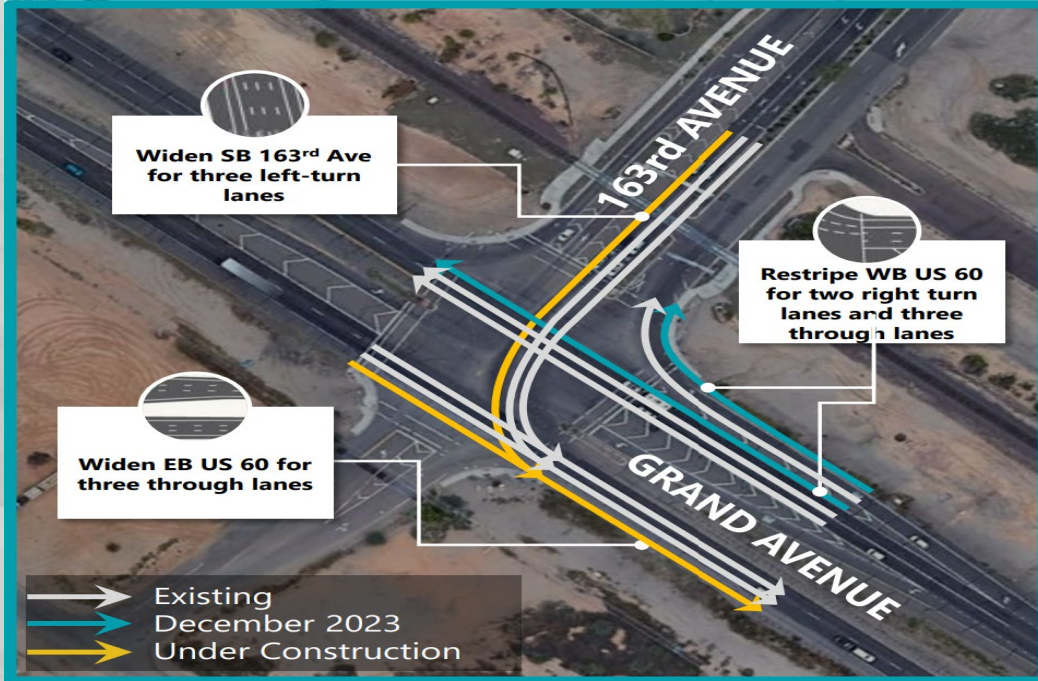 163rd AVENUE
Widen SB 163rd Ave
for three left-turn
lanes
Restripe WB US 60
for two right turn
lanes and three
through lanes
Widen EB US 60 for
three through lanes
GRAND AVENUE
Existing
December 2023
Under Construction